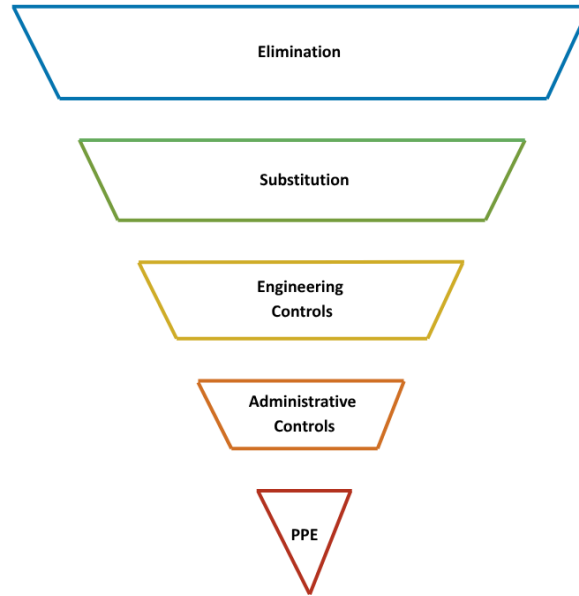 Elimination
Substitution
Engineering
Controls
Administrative
Controls
PPE